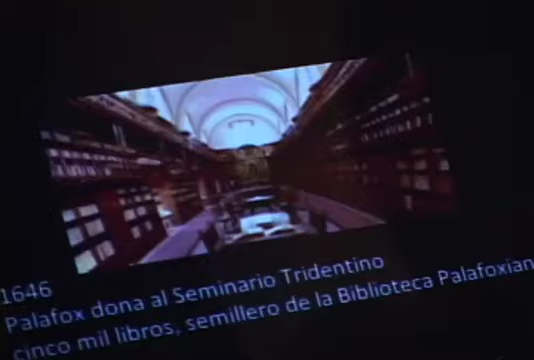 1646
Palafox dona al Seminario Tridentino
cinco mil libros, semillero de la Biblioteca Palafoxian